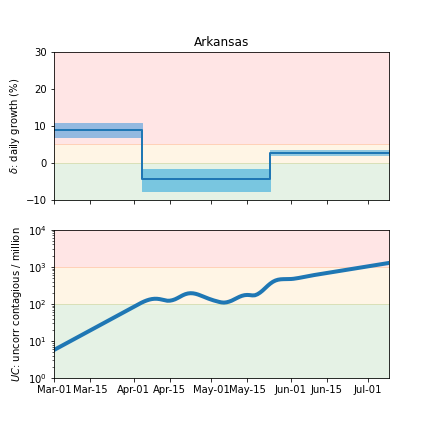 Arkansas
δ: daily growth (%)
30
20
10
0
−10
UC: uncorr contagious / million
10⁴
10³
10²
10¹
10⁰
Mar-01 Mar-15 Apr-01 Apr-15 May-01 May-15 Jun-01 Jun-15 Jul-01